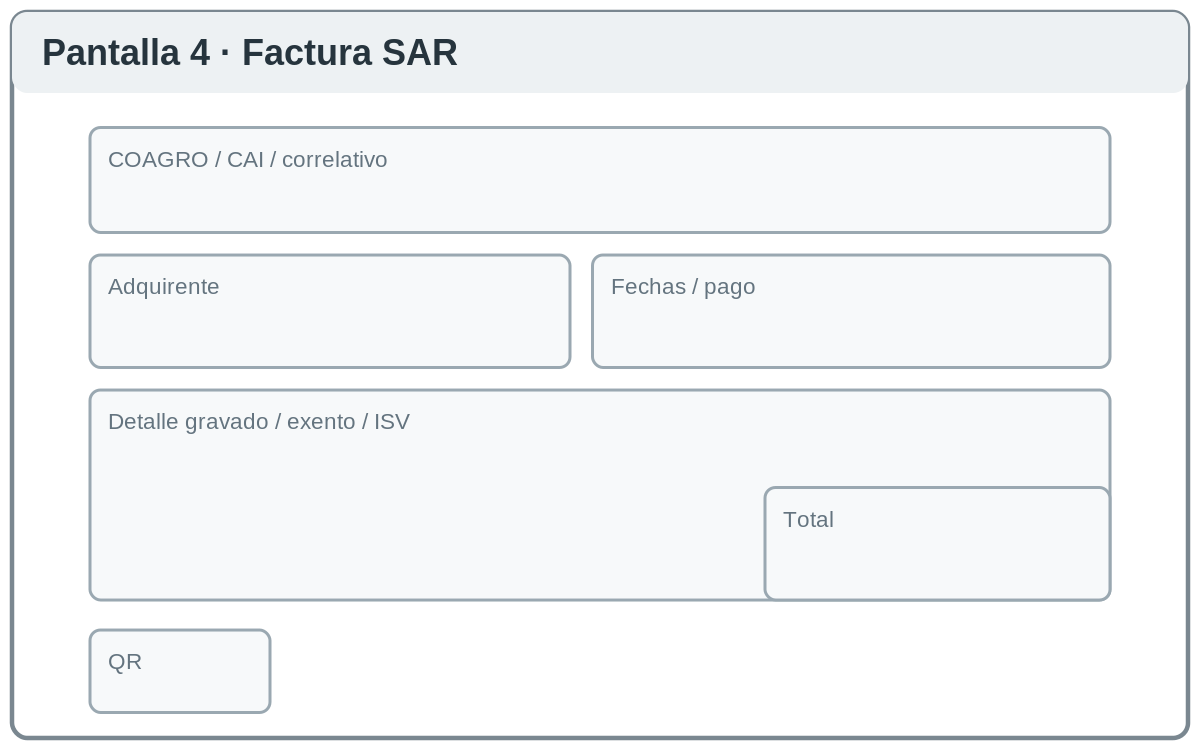 Pantalla 4 · Factura SAR
COAGRO / CAI / correlativo
Adquirente
Fechas / pago
Detalle gravado / exento / ISV
Total
QR